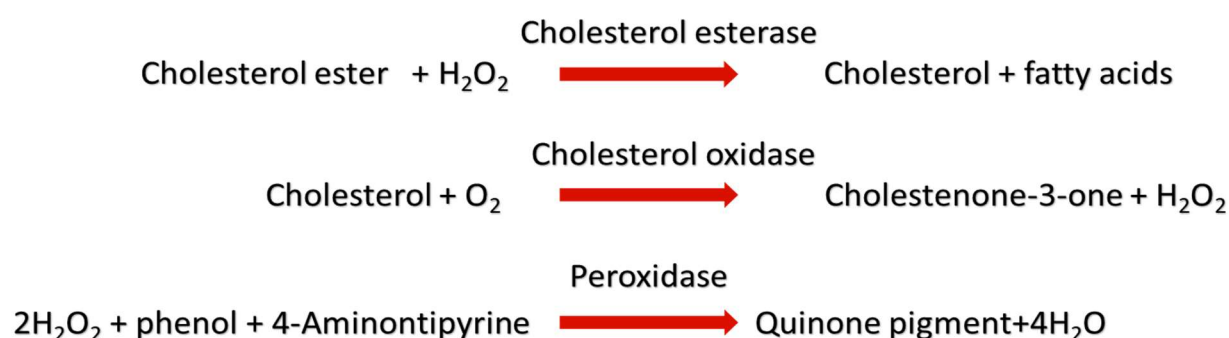 Cholesterol esterase
Cholesterol ester + H₂O₂ Cholesterol + fatty acids
Cholesterol oxidase
Cholesterol + O₂ Cholestenone-3-one + H₂O₂
Peroxidase
2H₂O₂ + phenol + 4-Aminontipyrine Quinone pigment+4H₂O